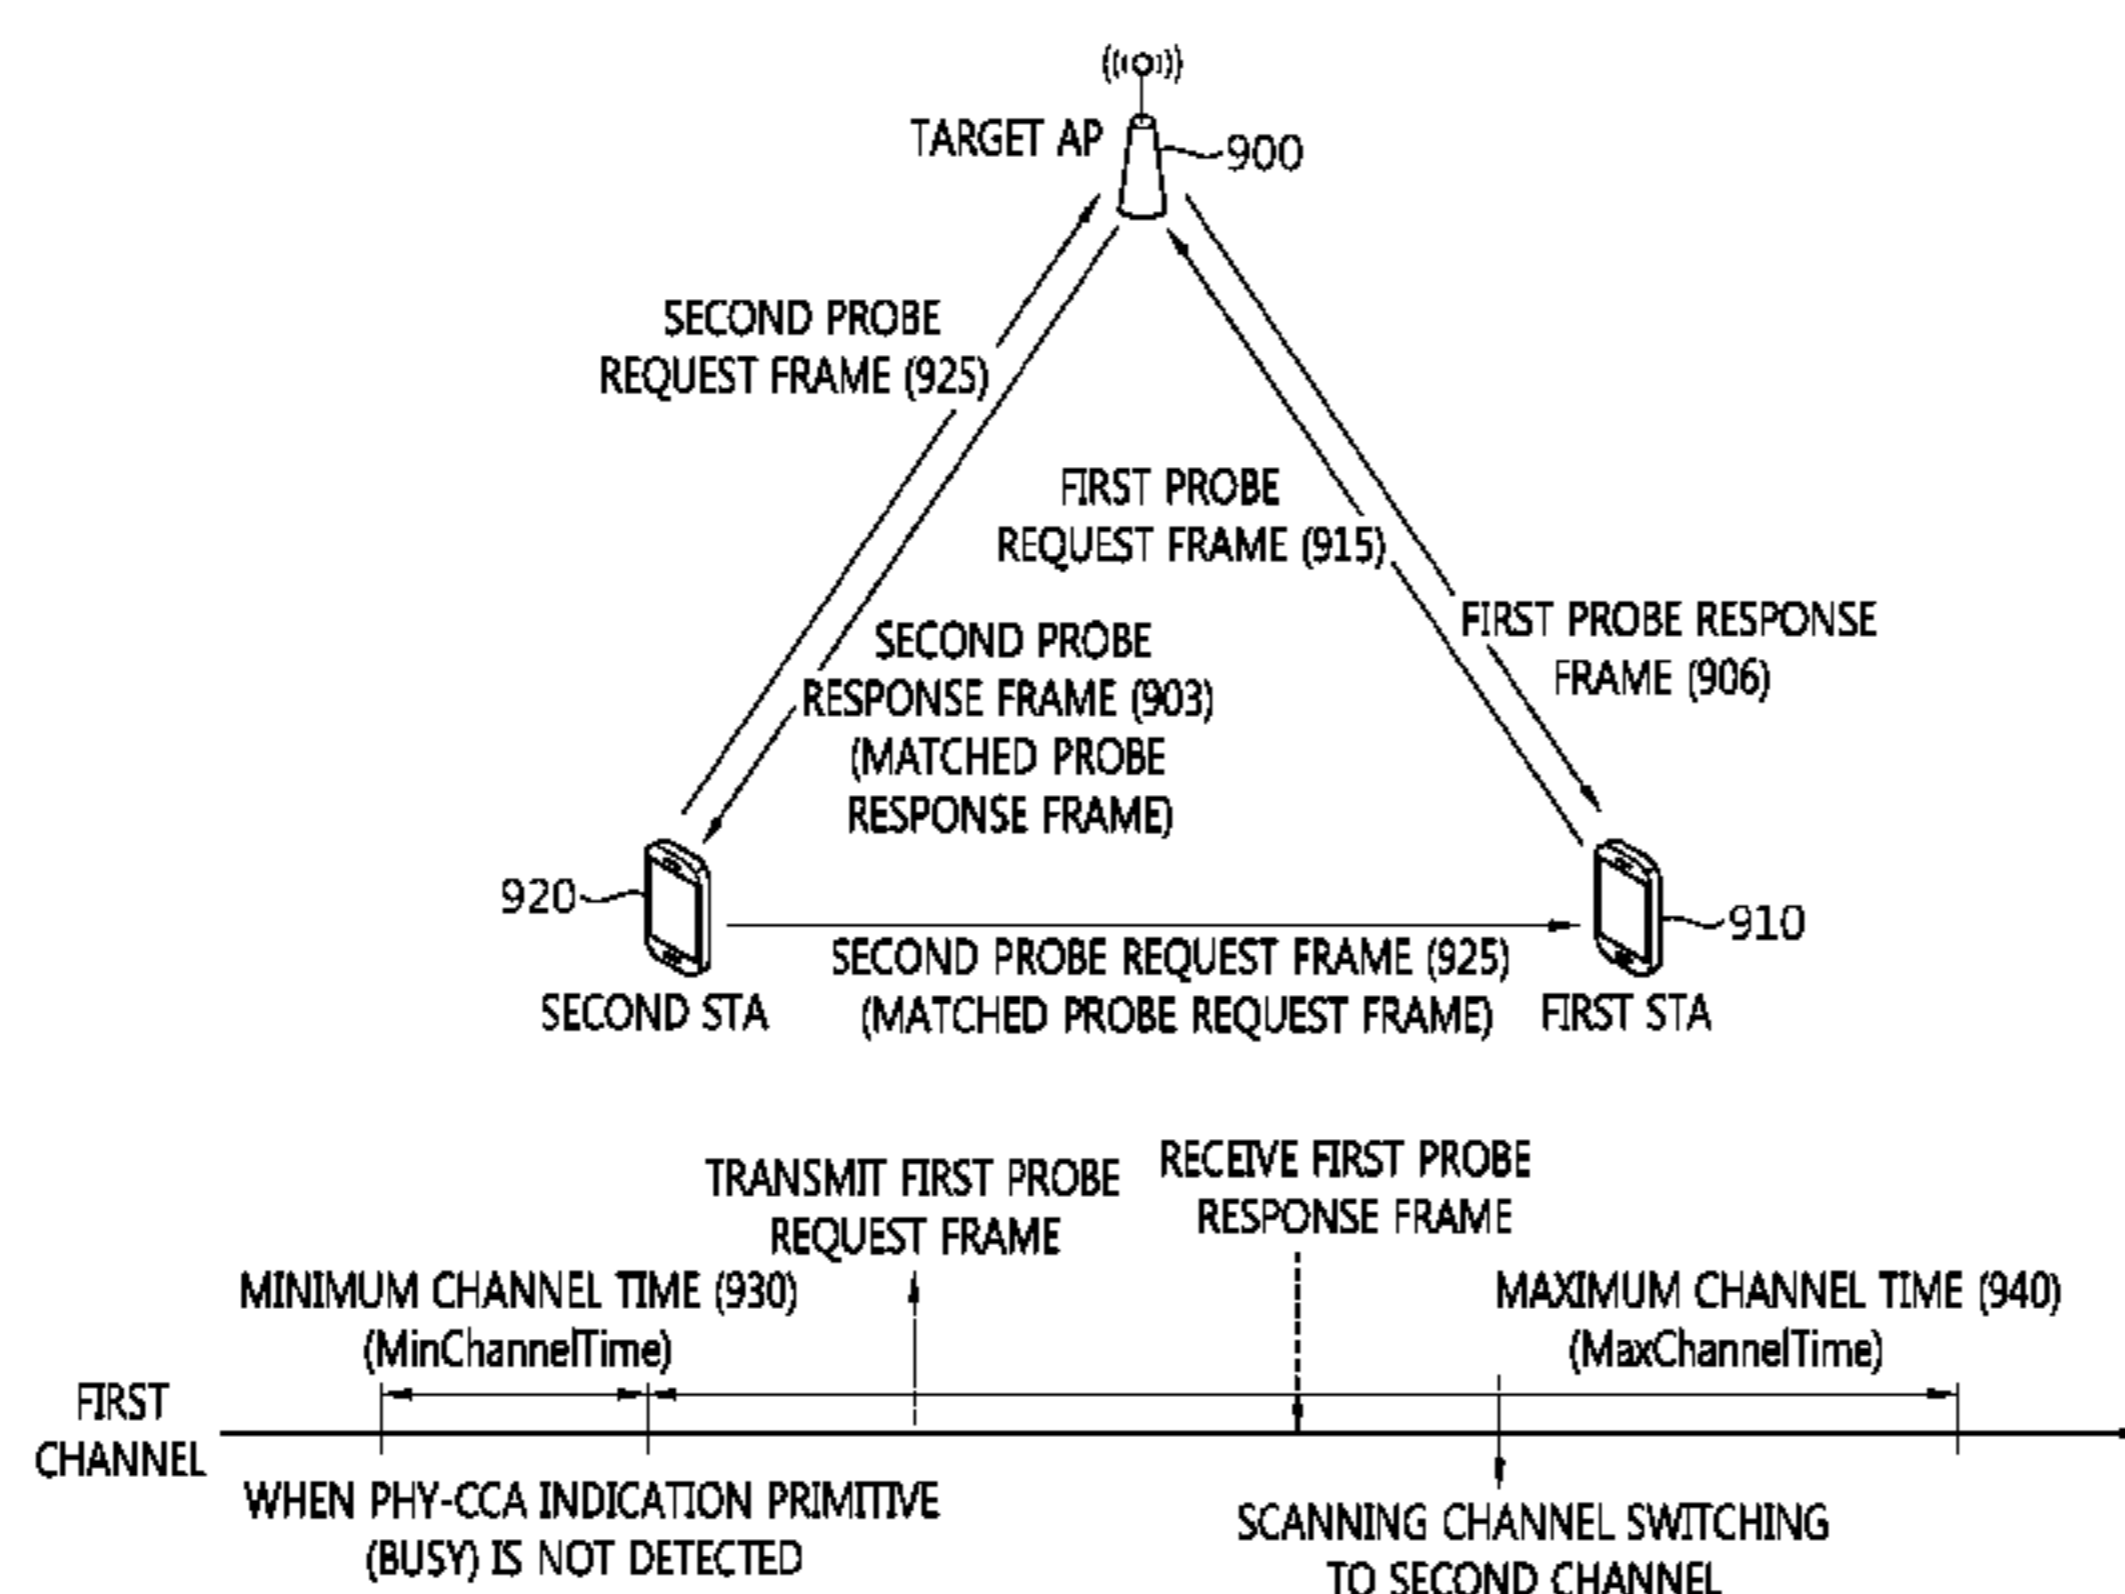 TARGET AP
900
SECOND PROBE
REQUEST FRAME (925)
FIRST PROBE
REQUEST FRAME (915)
FIRST PROBE RESPONSE
FRAME (906)
SECOND PROBE
RESPONSE FRAME (903)
(MATCHED PROBE
RESPONSE FRAME)
920
910
SECOND PROBE REQUEST FRAME (925)
(MATCHED PROBE REQUEST FRAME)
SECOND STA
FIRST STA
TRANSMIT FIRST PROBE
REQUEST FRAME
RECEIVE FIRST PROBE
RESPONSE FRAME
MINIMUM CHANNEL TIME (930)
(MinChannelTime)
MAXIMUM CHANNEL TIME (940)
(MaxChannelTime)
FIRST
CHANNEL
WHEN PHY-CCA INDICATION PRIMITIVE
(BUSY) IS NOT DETECTED
SCANNING CHANNEL SWITCHING
TO SECOND CHANNEL